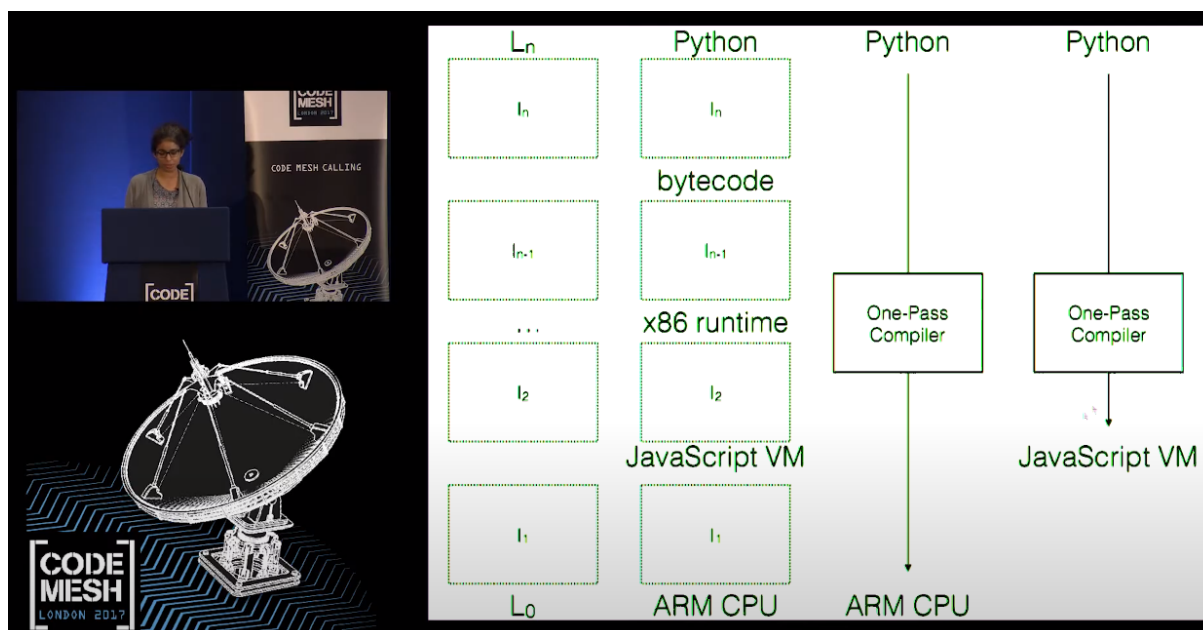 CODE
MESH
LONDON 2017
CODE MESH CALLING
[CODE
CODE
MESH
LONDON 2017
Lₙ
Iₙ
Iₙ₋₁
...
I₂
I₁
L₀
Python
Iₙ
bytecode
Iₙ₋₁
x86 runtime
I₂
JavaScript VM
I₁
ARM CPU
Python
One-Pass
Compiler
ARM CPU
Python
One-Pass
Compiler
JavaScript VM